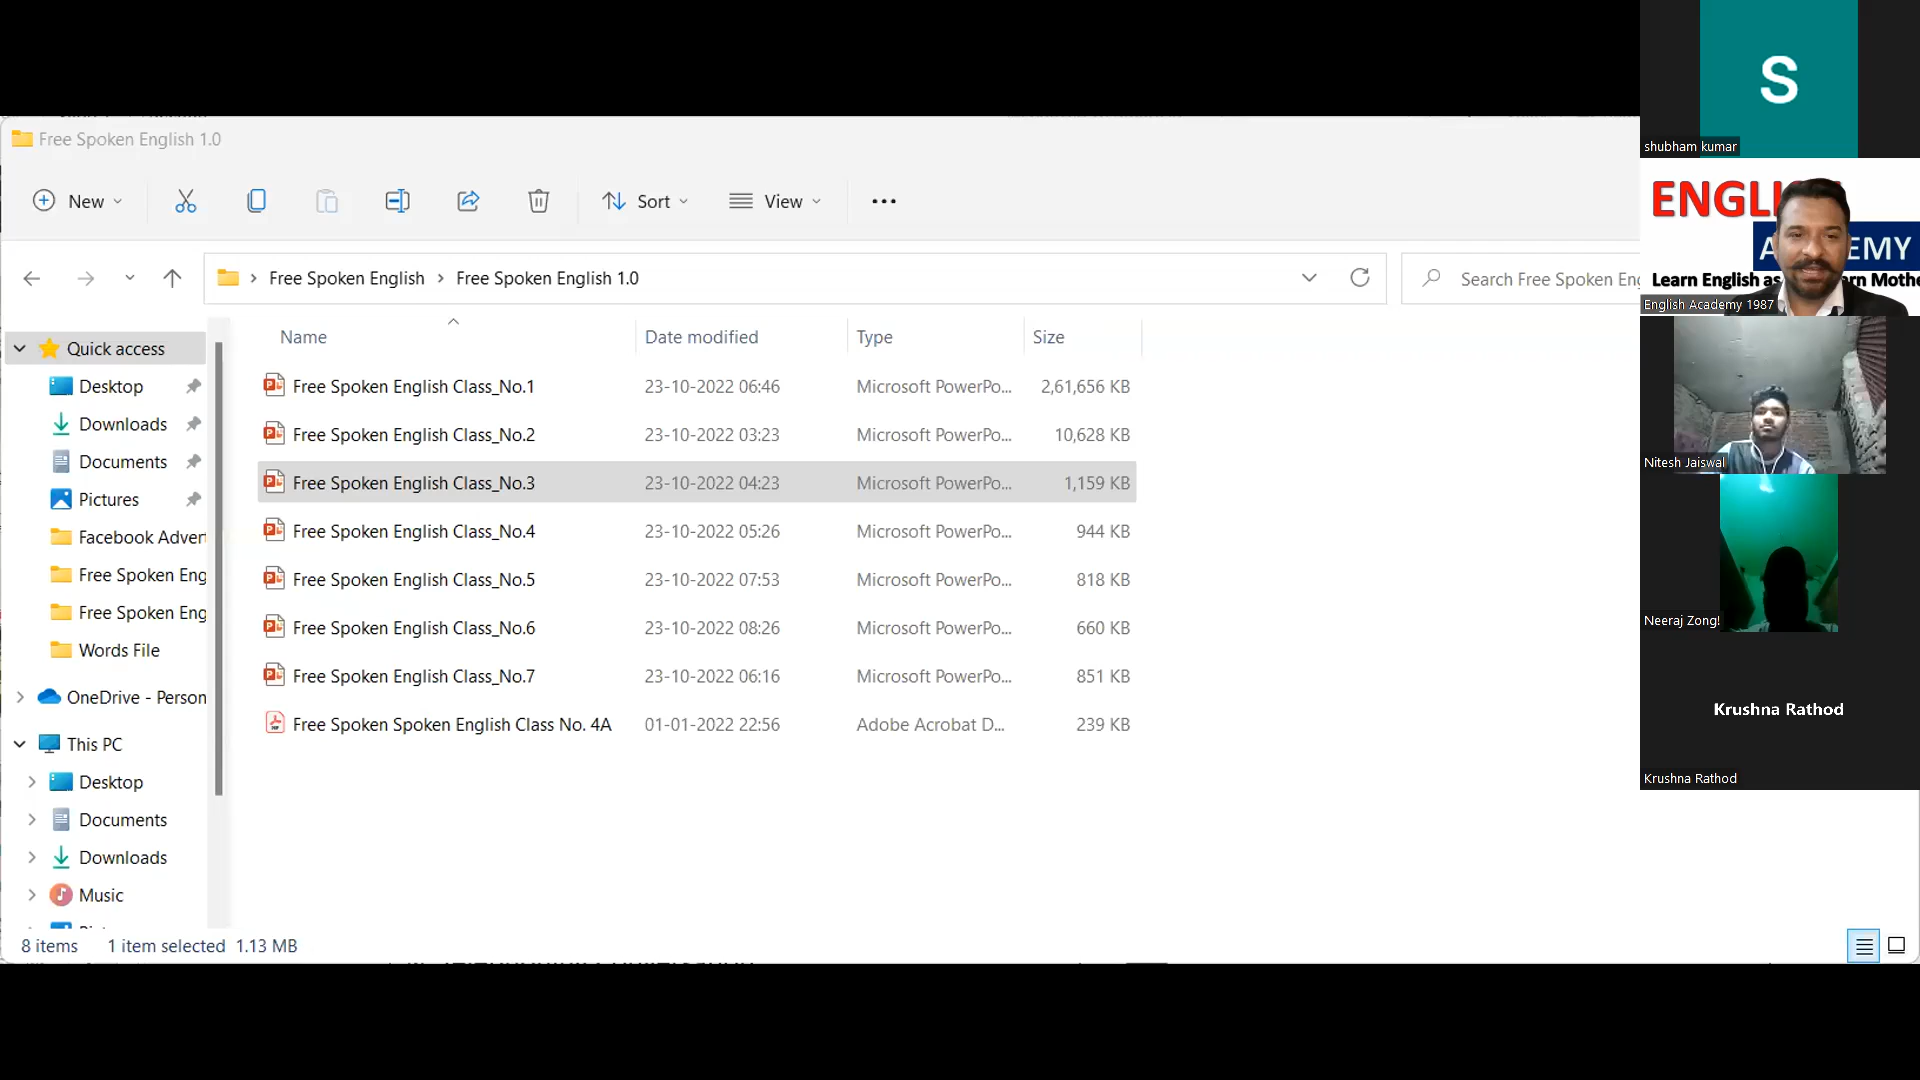 Free Spoken English 1.0
New
Sort
View
Free Spoken English
Free Spoken English 1.0
Search Free Spoken Eng
Quick access
Desktop
Downloads
Documents
Pictures
Facebook Adver
Free Spoken Eng
Free Spoken Eng
Words File
OneDrive - Person
This PC
Desktop
Documents
Downloads
Music
Name Date modified Type Size
Free Spoken English Class_No.1 23-10-2022 06:46 Microsoft PowerPo... 2,61,656 KB
Free Spoken English Class_No.2 23-10-2022 03:23 Microsoft PowerPo... 10,628 KB
Free Spoken English Class_No.3 23-10-2022 04:23 Microsoft PowerPo... 1,159 KB
Free Spoken English Class_No.4 23-10-2022 05:26 Microsoft PowerPo... 944 KB
Free Spoken English Class_No.5 23-10-2022 07:53 Microsoft PowerPo... 818 KB
Free Spoken English Class_No.6 23-10-2022 08:26 Microsoft PowerPo... 660 KB
Free Spoken English Class_No.7 23-10-2022 06:16 Microsoft PowerPo... 851 KB
Free Spoken Spoken English Class No. 4A 01-01-2022 22:56 Adobe Acrobat D... 239 KB
8 items 1 item selected 1.13 MB
S
shubham kumar
ENGLI
A EMY
Learn English as rn Mothe
English Academy 1987
Nitesh Jaiswal
Neeraj Zong!
Krushna Rathod
Krushna Rathod